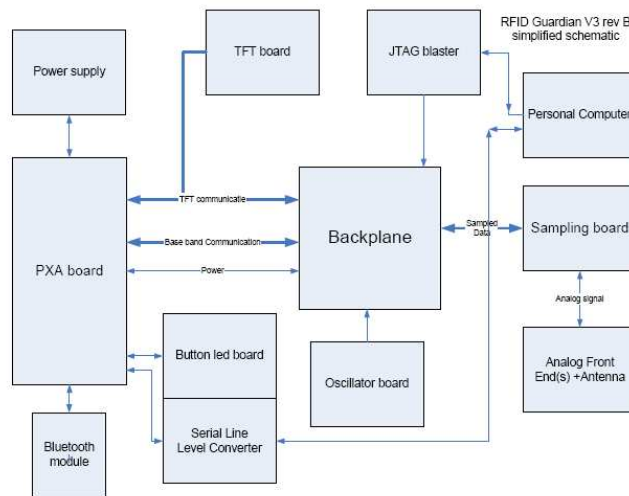 RFID Guardian V3 rev B
simplified schematic
Power supply
TFT board
JTAG blaster
Personal Computer
TFT communicatie
Backplane
Sampled
Data
Sampling board
PXA board
Base band Communication
Power
Analog signal
Button led board
Oscillator board
Analog Front
End(s) +Antenna
Serial Line
Level Converter
Bluetooth
module